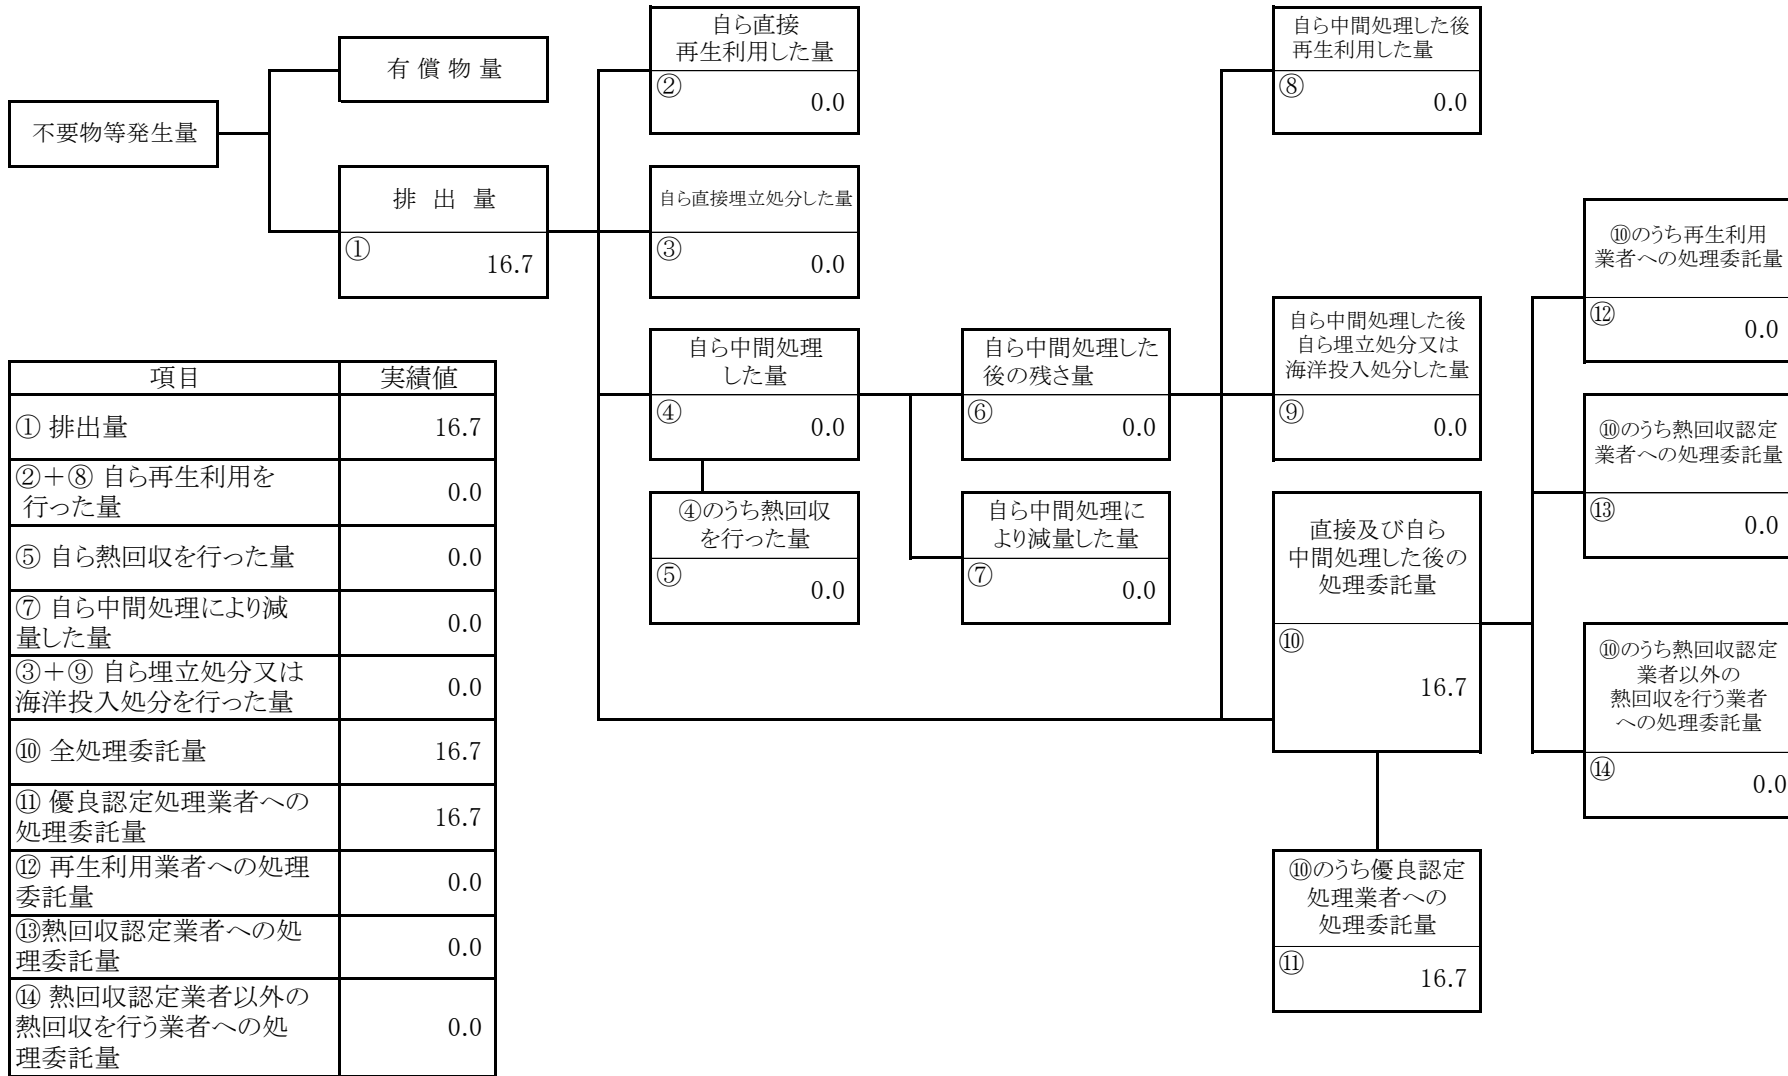 不要物等発生量
有 償 物 量
排 出 量
①
16.7
自ら直接
再生利用した量
②
0.0
自ら直接埋立処分した量
③
0.0
自ら中間処理
した量
④
0.0
④のうち熱回収
を行った量
⑤
0.0
自ら中間処理した
後の残さ量
⑥
0.0
自ら中間処理に
より減量した量
⑦
0.0
自ら中間処理した後
再生利用した量
⑧
0.0
自ら中間処理した後
自ら埋立処分又は
海洋投入処分した量
⑨
0.0
直接及び自ら
中間処理した後の
処理委託量
⑩
16.7
⑩のうち優良認定
処理業者への
処理委託量
⑪
16.7
⑩のうち再生利用
業者への処理委託量
⑫
0.0
⑩のうち熱回収認定
業者への処理委託量
⑬
0.0
⑩のうち熱回収認定
業者以外の
熱回収を行う業者
への処理委託量
⑭
0.0
項目 実績値
① 排出量 16.7
②＋⑧ 自ら再生利用を
行った量 0.0
⑤ 自ら熱回収を行った量 0.0
⑦ 自ら中間処理により減
量した量 0.0
③＋⑨ 自ら埋立処分又は
海洋投入処分を行った量 0.0
⑩ 全処理委託量 16.7
⑪ 優良認定処理業者への
処理委託量 16.7
⑫ 再生利用業者への処理
委託量 0.0
⑬熱回収認定業者への処
理委託量 0.0
⑭ 熱回収認定業者以外の
熱回収を行う業者への処
理委託量 0.0